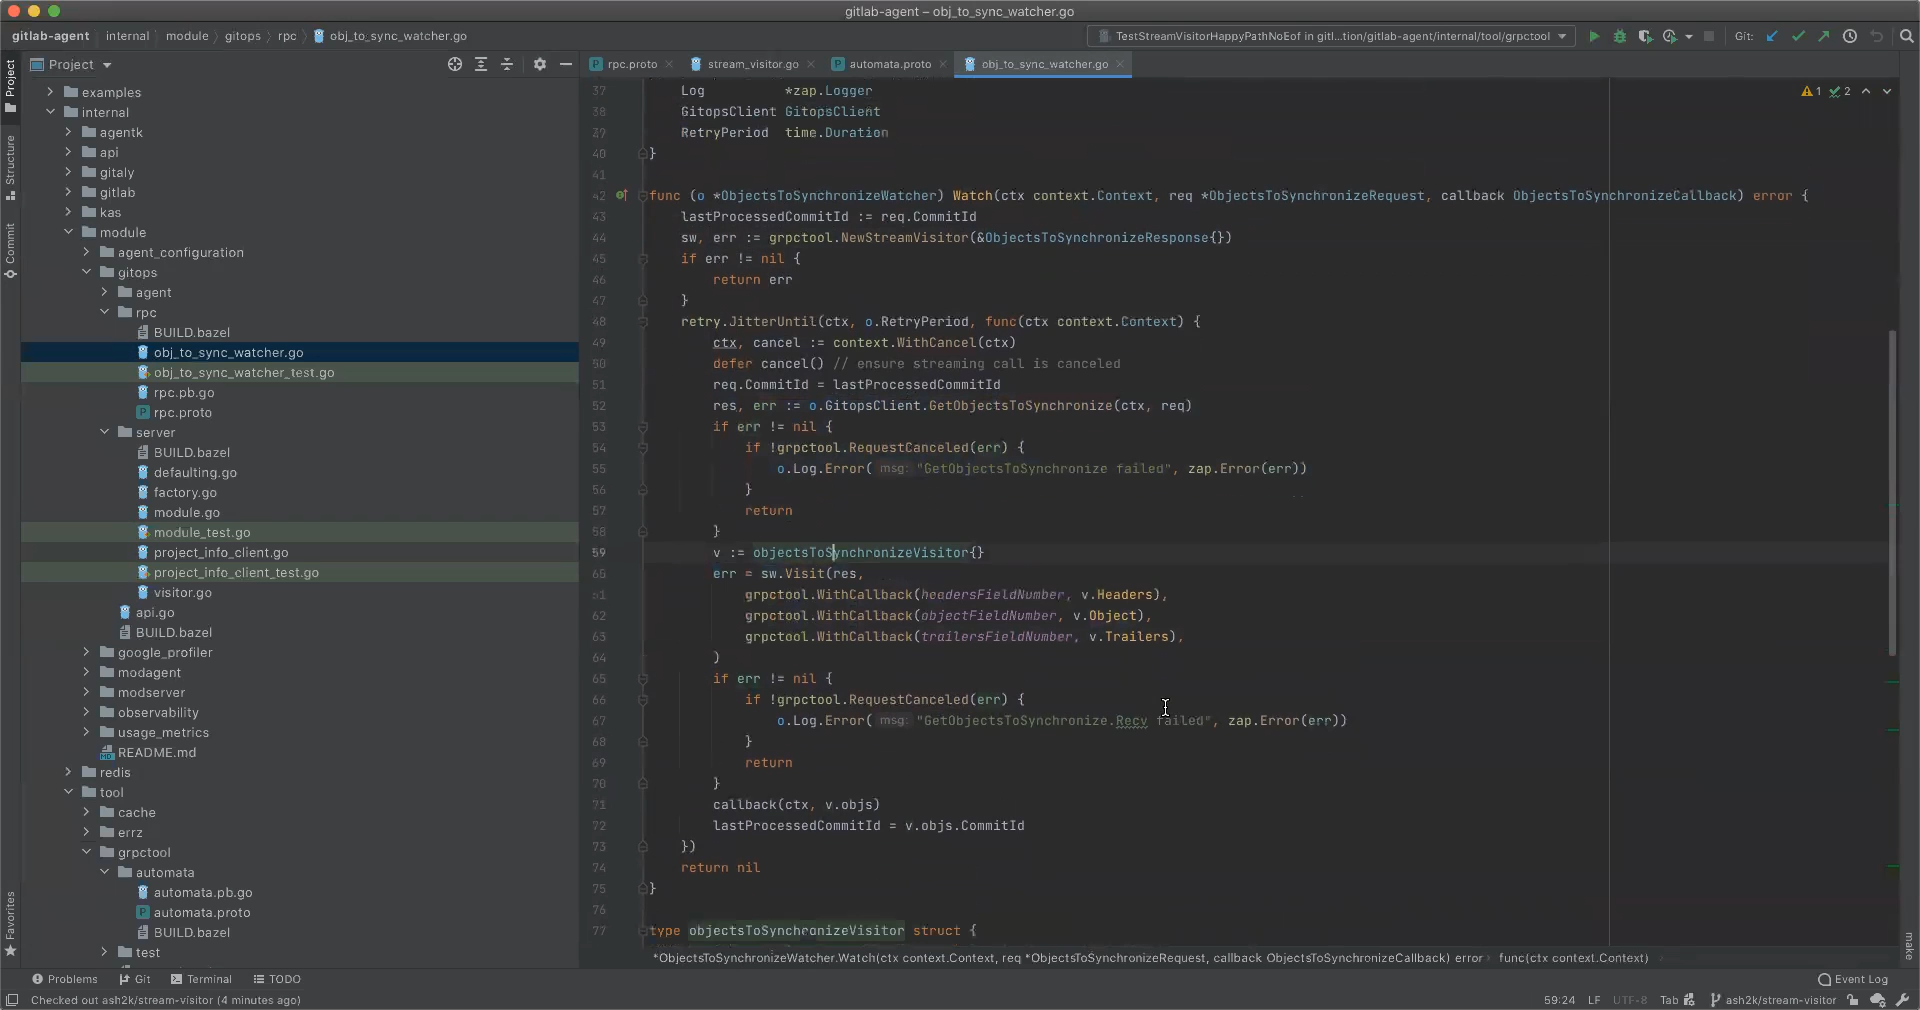 gitlab-agent – obj_to_sync_watcher.go
gitlab-agent internal module gitops rpc obj_to_sync_watcher.go
TestStreamVisitorHappyPathNoEof in gitl...tion/gitlab-agent/internal/tool/grpctool
Git:
Project
Structure
Commit
Favorites
Project
examples
internal
agentk
api
gitaly
gitlab
kas
module
agent_configuration
gitops
agent
rpc
BUILD.bazel
obj_to_sync_watcher.go
obj_to_sync_watcher_test.go
rpc.pb.go
rpc.proto
server
BUILD.bazel
defaulting.go
factory.go
module.go
module_test.go
project_info_client.go
project_info_client_test.go
visitor.go
api.go
BUILD.bazel
google_profiler
modagent
modserver
observability
usage_metrics
README.md
redis
tool
cache
errz
grpctool
automata
automata.pb.go
automata.proto
BUILD.bazel
test
rpc.proto stream_visitor.go automata.proto obj_to_sync_watcher.go
1 2
37 Log *zap.Logger
38 GitopsClient GitopsClient
39 RetryPeriod time.Duration
40 }
41
42 func (o *ObjectsToSynchronizeWatcher) Watch(ctx context.Context, req *ObjectsToSynchronizeRequest, callback ObjectsToSynchronizeCallback) error {
43 lastProcessedCommitId := req.CommitId
44 sw, err := grpctool.NewStreamVisitor(&ObjectsToSynchronizeResponse{})
45 if err != nil {
46 return err
47 }
48 retry.JitterUntil(ctx, o.RetryPeriod, func(ctx context.Context) {
49 ctx, cancel := context.WithCancel(ctx)
50 defer cancel() // ensure streaming call is canceled
51 req.CommitId = lastProcessedCommitId
52 res, err := o.GitopsClient.GetObjectsToSynchronize(ctx, req)
53 if err != nil {
54 if !grpctool.RequestCanceled(err) {
55 o.Log.Error( msg: "GetObjectsToSynchronize failed", zap.Error(err))
56 }
57 return
58 }
59 v := objectsToSynchronizeVisitor{}
60 err = sw.Visit(res,
61 grpctool.WithCallback(headersFieldNumber, v.Headers),
62 grpctool.WithCallback(objectFieldNumber, v.Object),
63 grpctool.WithCallback(trailersFieldNumber, v.Trailers),
64 )
65 if err != nil {
66 if !grpctool.RequestCanceled(err) {
67 o.Log.Error( msg: "GetObjectsToSynchronize.Recv failed", zap.Error(err))
68 }
69 return
70 }
71 callback(ctx, v.objs)
72 lastProcessedCommitId = v.objs.CommitId
73 })
74 return nil
75 }
76
77 type objectsToSynchronizeVisitor struct {
*ObjectsToSynchronizeWatcher.Watch(ctx context.Context, req *ObjectsToSynchronizeRequest, callback ObjectsToSynchronizeCallback) error func(ctx context.Context)
make
Problems Git Terminal TODO Event Log
Checked out ash2k/stream-visitor (4 minutes ago) 59:24 LF UTF-8 Tab ash2k/stream-visitor